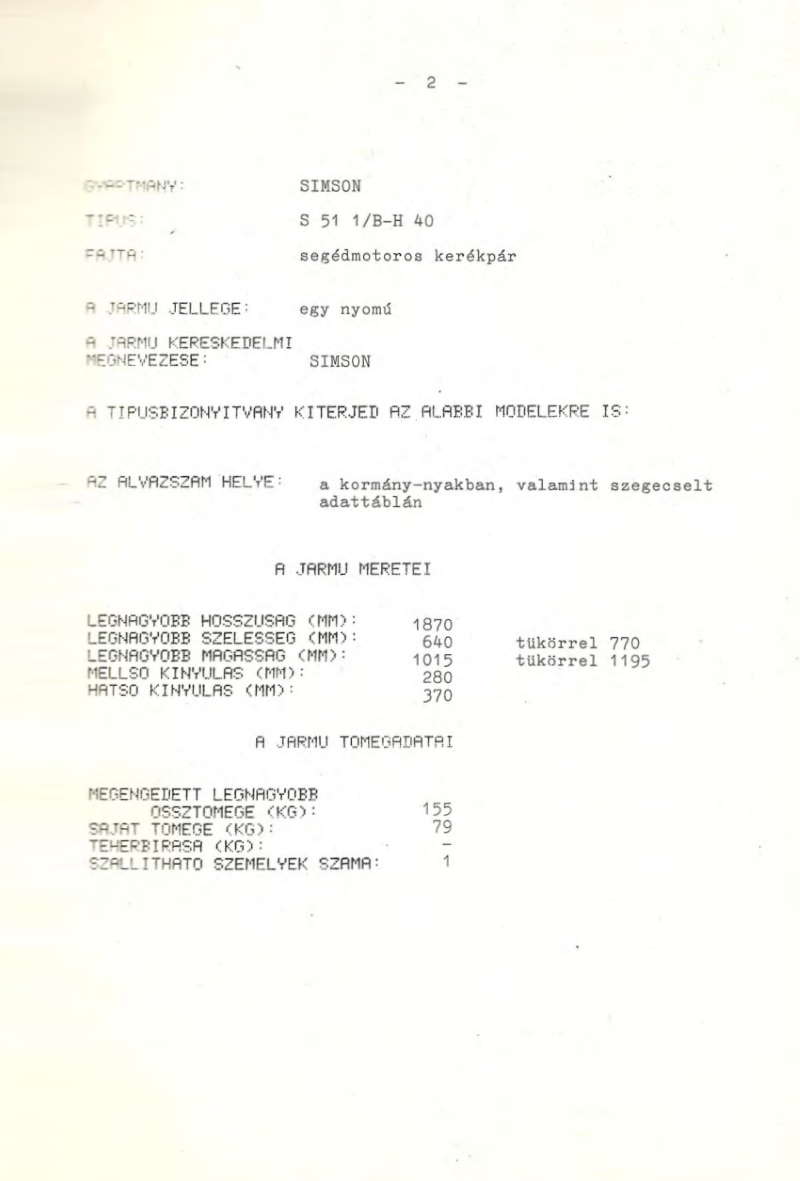 - 2 -
GYARTMANY: SIMSON
TIPUS: S 51 1/B-H 40
FAJTA: segédmotoros kerékpár
A JARMU JELLEGE: egy nyomú
A JARMU KERESKEDELMI
MEGNEVEZESE: SIMSON
A TIPUSBIZONYITVANY KITERJED AZ ALABBI MODELEKRE IS:
AZ ALVAZSZAM HELYE: a kormány-nyakban, valamint szegecselt
adattáblán
A JARMU MERETEI
LEGNAGYOBB HOSSZUSAG (MM): 1870
LEGNAGYOBB SZELESSEG (MM): 640 tükörrel 770
LEGNAGYOBB MAGASSAG (MM): 1015 tükörrel 1195
MELLSO KINYULAS (MM): 280
HATSO KINYULAS (MM): 370
A JARMU TOMEGADATAI
MEGENGEDETT LEGNAGYOBB
OSSZTOMEGE (KG): 155
SAJAT TOMEGE (KG): 79
TEHERBIRASA (KG): -
SZALLITHATO SZEMELYEK SZAMA: 1